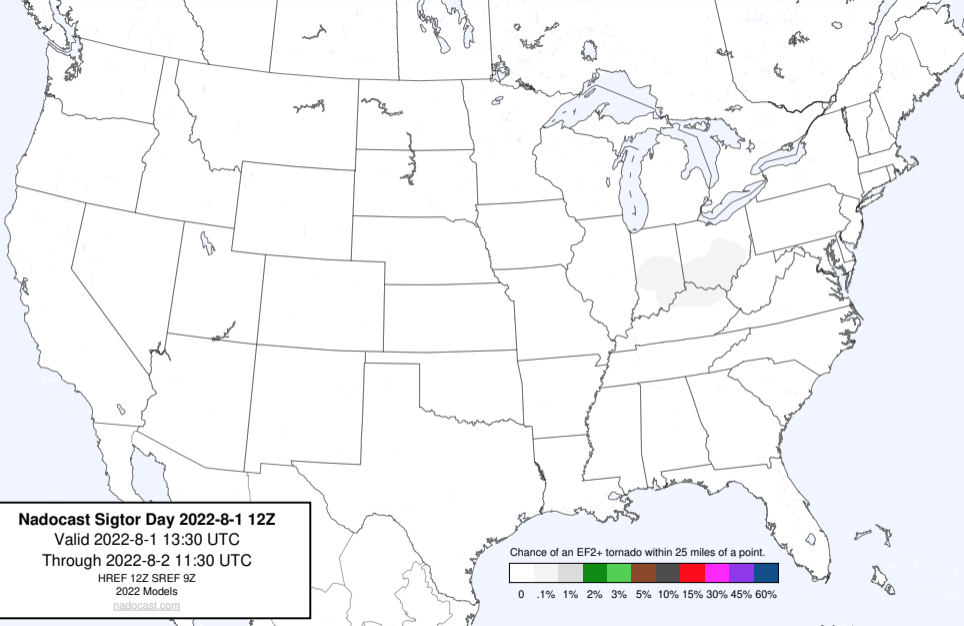 Nadocast Sigtor Day 2022-8-1 12Z
Valid 2022-8-1 13:30 UTC
Through 2022-8-2 11:30 UTC
HREF 12Z SREF 9Z
2022 Models
nadocast.com
Chance of an EF2+ tornado within 25 miles of a point.
0 .1% 1% 2% 3% 5% 10% 15% 30% 45% 60%